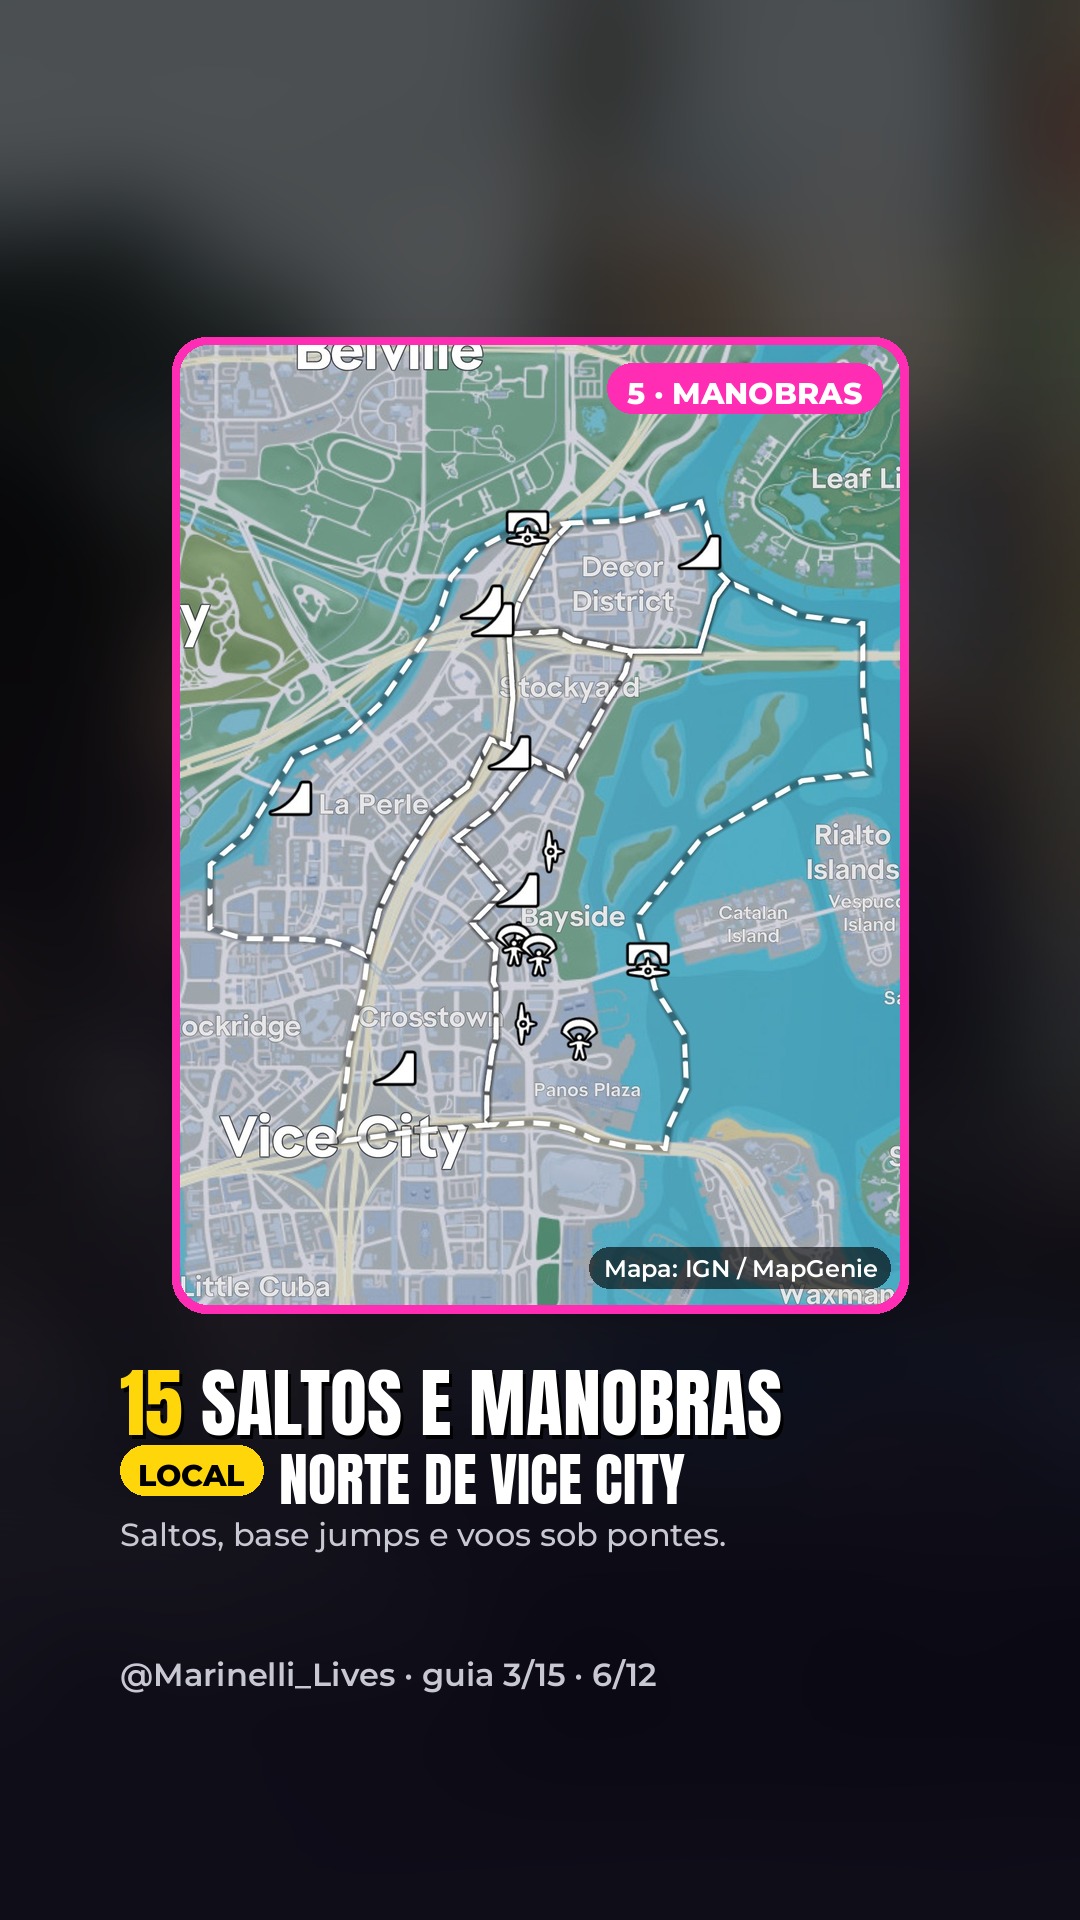 Belville
5 · MANOBRAS
Leaf Li
Decor
District
y
Stockyard
La Perle
Rialto
Islands
Vespucc
Island
Catalan
Island
Bayside
Sa
ockridge
Crosstown
Panos Plaza
Vice City
S
Mapa: IGN / MapGenie
Little Cuba
Waxman
15 SALTOS E MANOBRAS
LOCAL NORTE DE VICE CITY
Saltos, base jumps e voos sob pontes.
@Marinelli_Lives · guia 3/15 · 6/12